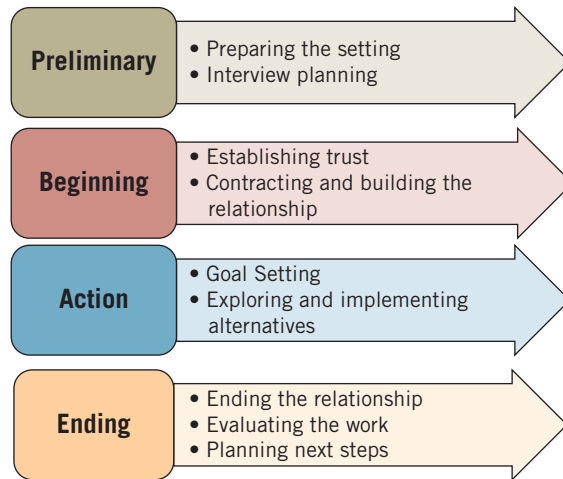 Preliminary
• Preparing the setting
• Interview planning
Beginning
• Establishing trust
• Contracting and building the
relationship
Action
• Goal Setting
• Exploring and implementing
alternatives
Ending
• Ending the relationship
• Evaluating the work
• Planning next steps